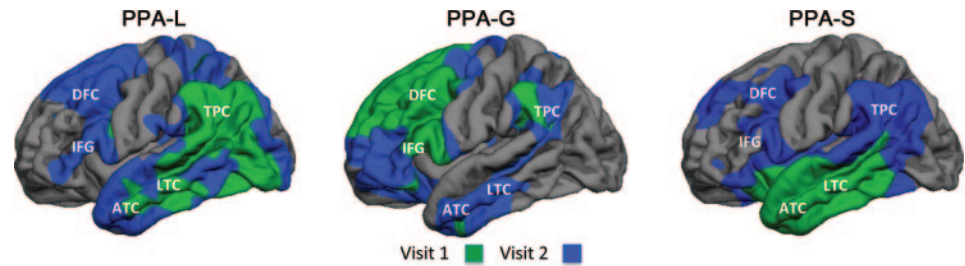 PPA-L PPA-G PPA-S
DFC TPC IFG LTC ATC
DFC TPC IFG LTC ATC
DFC TPC IFG LTC ATC
Visit 1 Visit 2